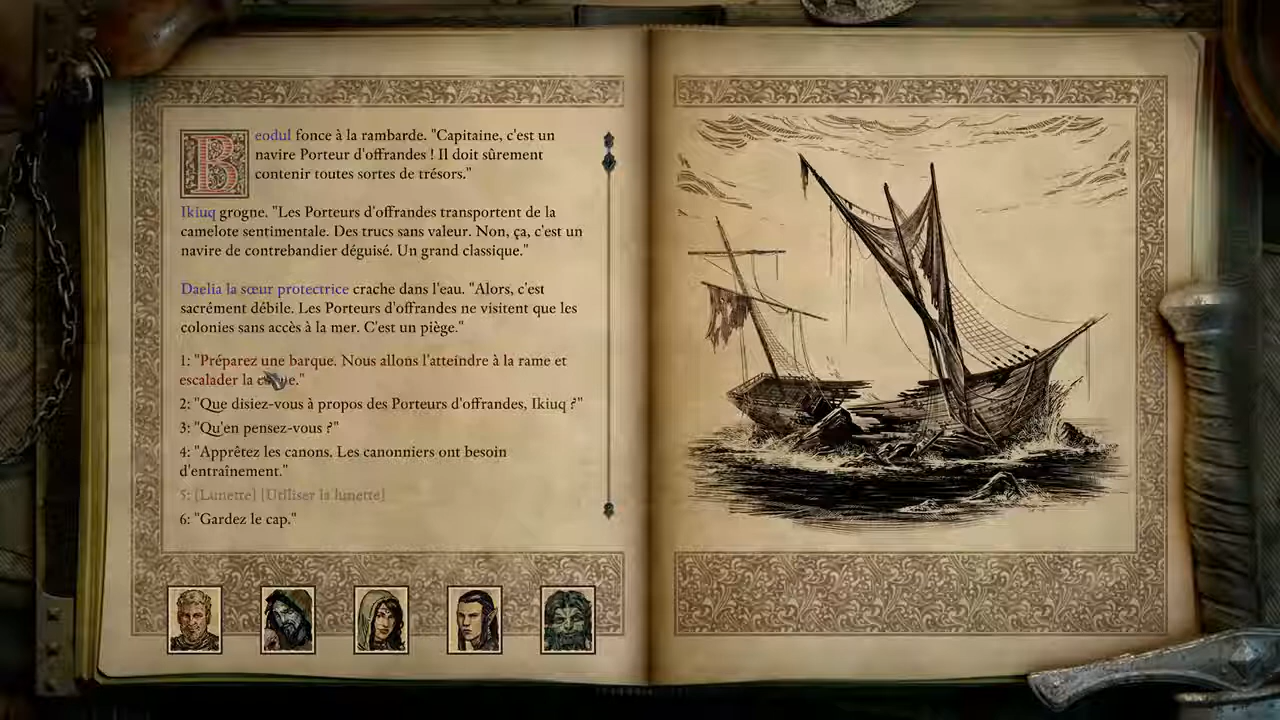 Beodul fonce à la rambarde. "Capitaine, c'est un
navire Porteur d'offrandes ! Il doit sûrement
contenir toutes sortes de trésors."
Ikiuq grogne. "Les Porteurs d'offrandes transportent de la
camelote sentimentale. Des trucs sans valeur. Non, ça, c'est un
navire de contrebandier déguisé. Un grand classique."
Daelia la sœur protectrice crache dans l'eau. "Alors, c'est
sacrément débile. Les Porteurs d'offrandes ne visitent que les
colonies sans accès à la mer. C'est un piège."
1: "Préparez une barque. Nous allons l'atteindre à la rame et
escalader la
2: "Que disiez-vous à propos des Porteurs d'offrandes, Ikiuq ?"
3: "Qu'en pensez-vous ?"
4: "Apprêtez les canons. Les canonniers ont besoin
d'entraînement."
5: [Lunette] [Utiliser la lunette]
6: "Gardez le cap."